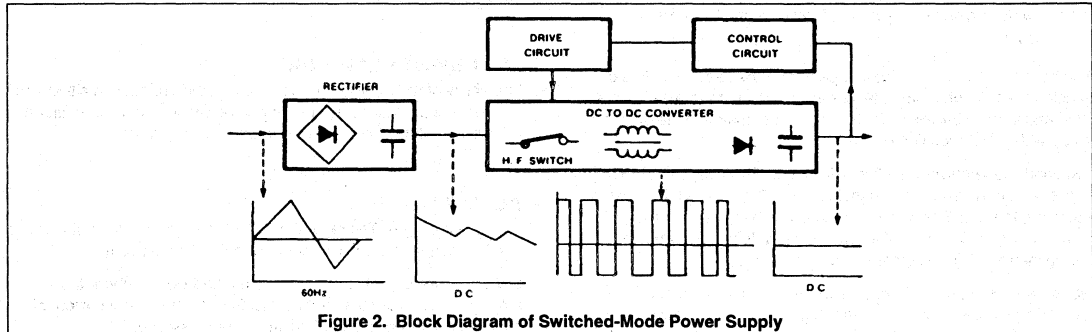 DRIVE
CIRCUIT
CONTROL
CIRCUIT
RECTIFIER
DC TO DC CONVERTER
H.F SWITCH
60Hz
DC
DC
Figure 2. Block Diagram of Switched-Mode Power Supply